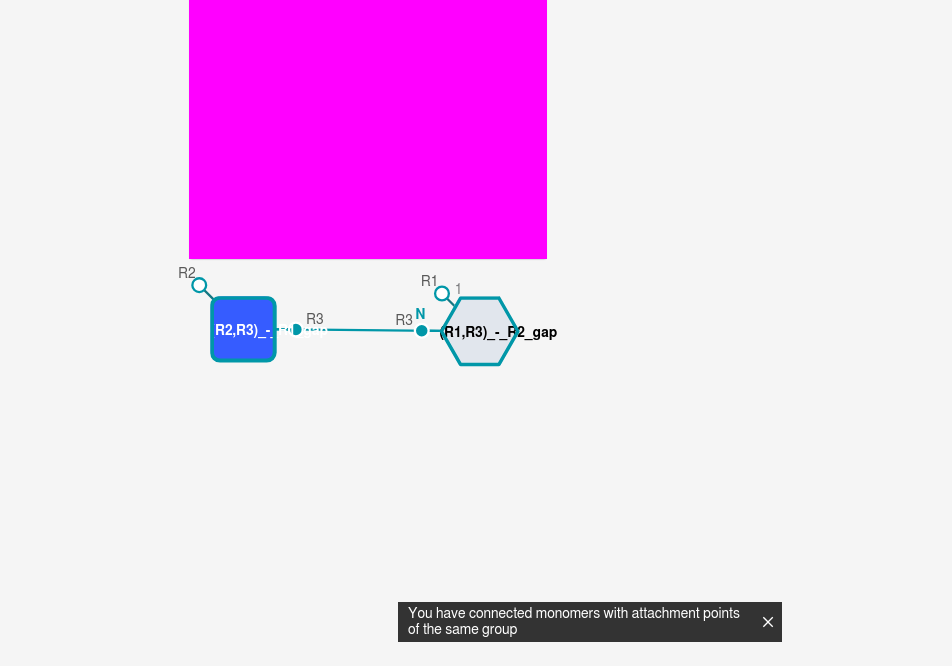 R2
R1
1
R3
R3
N
R2,R3)_-_R1_gap
(R1,R3)_-_R2_gap
You have connected monomers with attachment points
of the same group